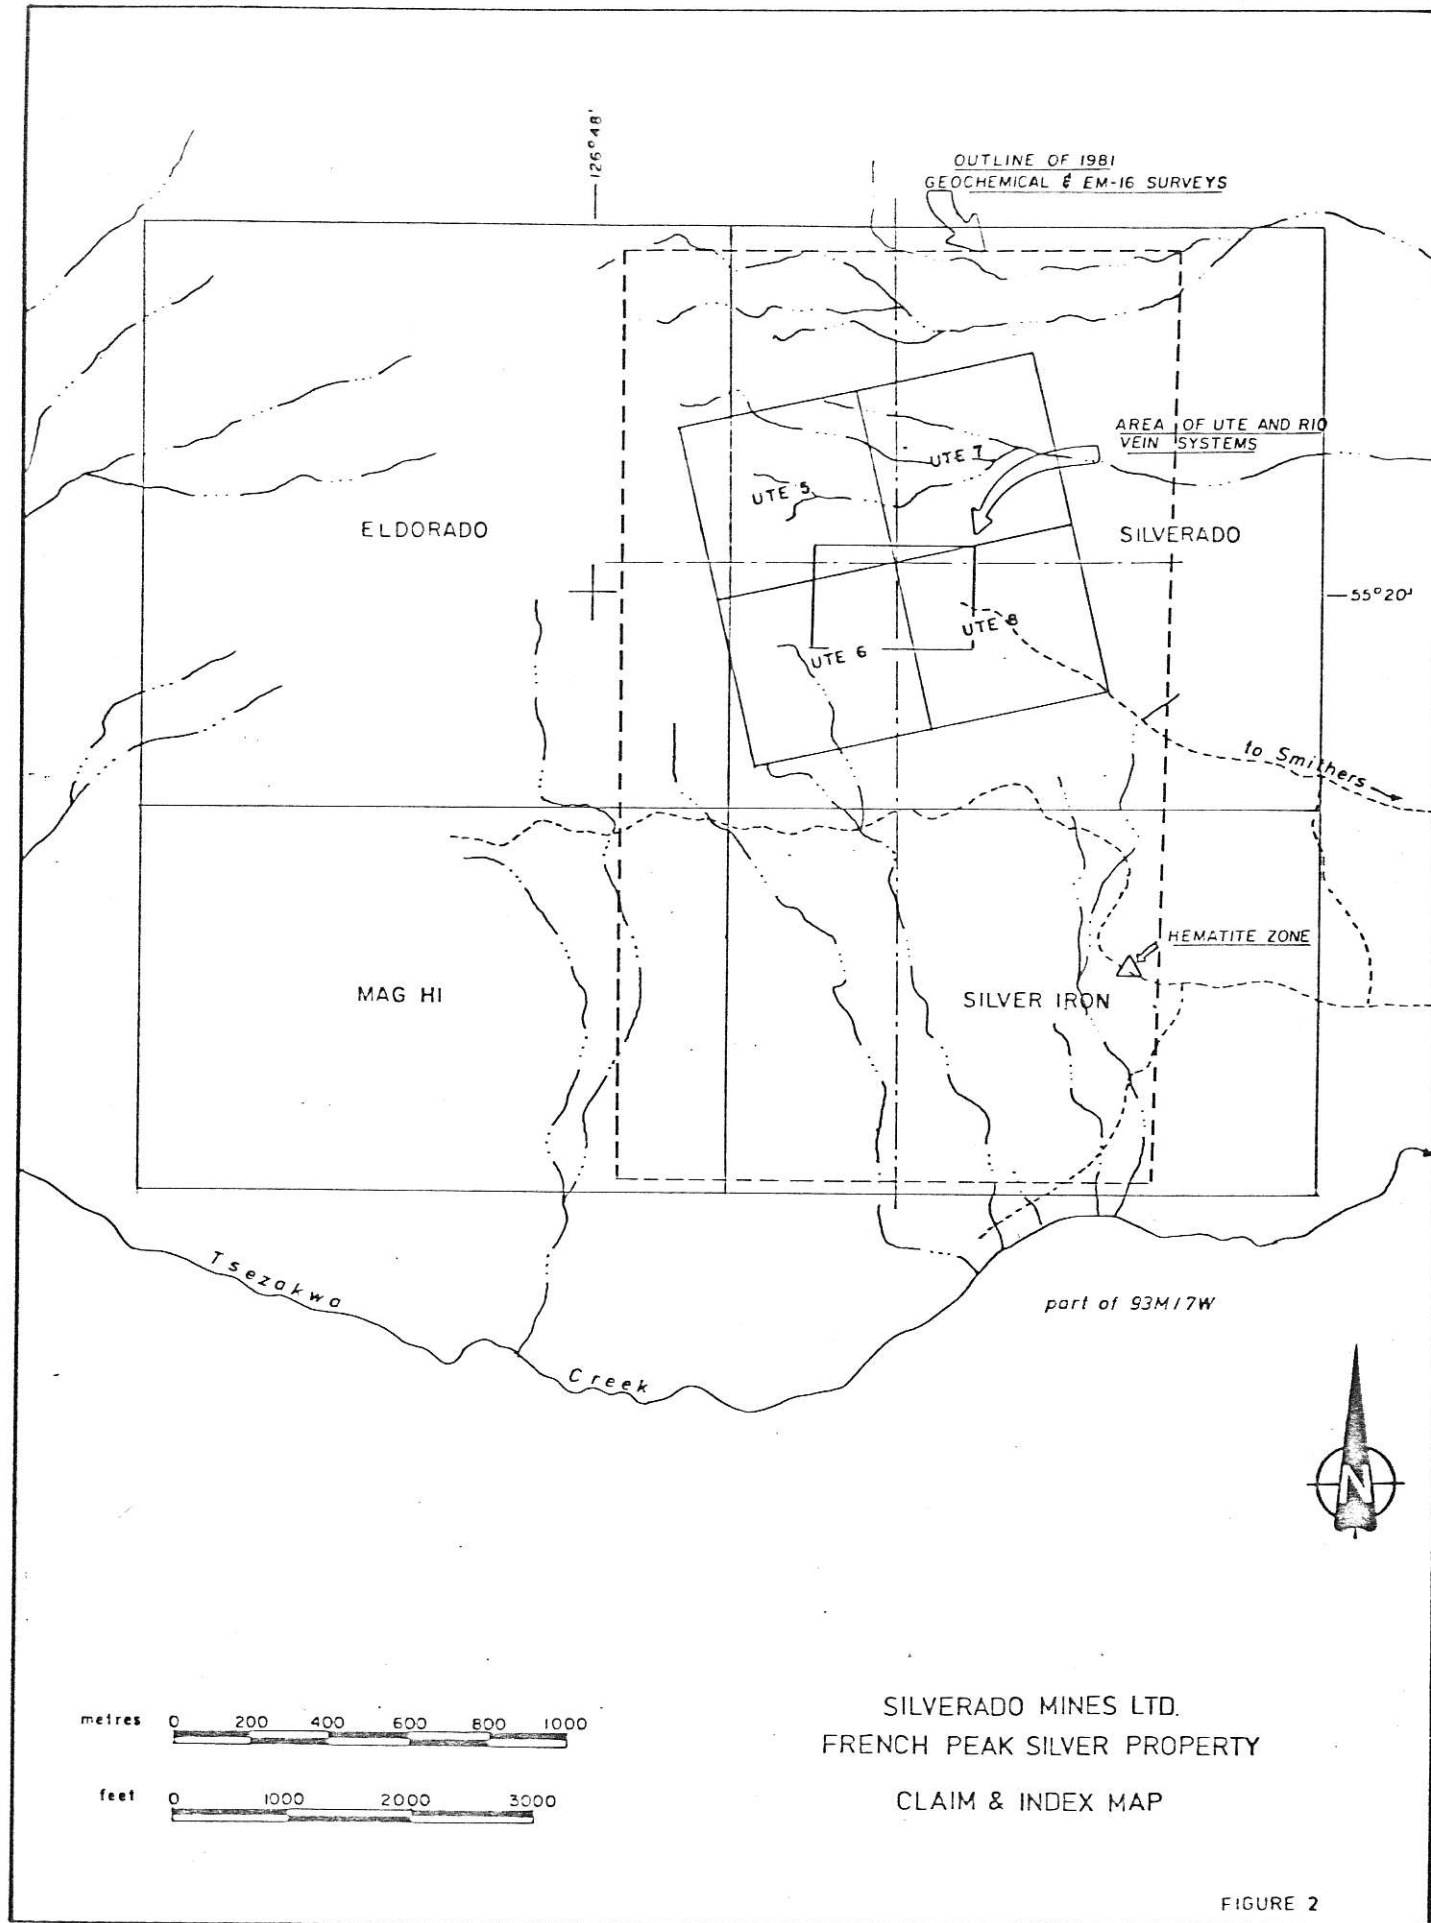 126°48'
OUTLINE OF 1981
GEOCHEMICAL & EM-16 SURVEYS
AREA OF UTE AND RIO
VEIN SYSTEMS
UTE 7
UTE 5
ELDORADO
SILVERADO
55°20'
UTE 8
UTE 6
to Smithers
HEMATITE ZONE
MAG HI
SILVER IRON
Tsezakwa
Creek
part of 93M/7W
N
metres 0 200 400 600 800 1000
feet 0 1000 2000 3000
SILVERADO MINES LTD.
FRENCH PEAK SILVER PROPERTY
CLAIM & INDEX MAP
FIGURE 2